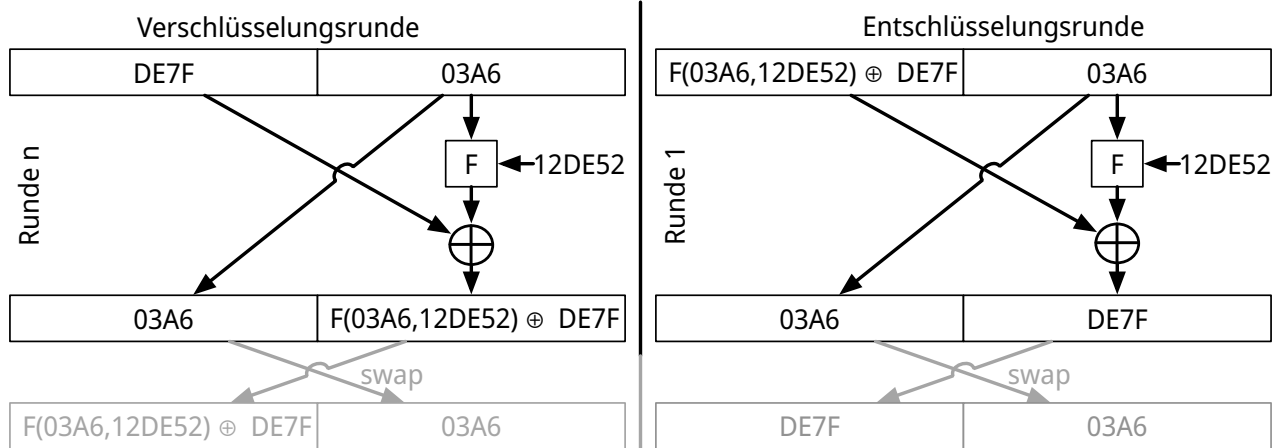 Verschlüsselungsrunde
DE7F 03A6
Runde n
F 12DE52
03A6 F(03A6,12DE52) ⊕ DE7F
swap
F(03A6,12DE52) ⊕ DE7F 03A6
Entschlüsselungsrunde
F(03A6,12DE52) ⊕ DE7F 03A6
Runde 1
F 12DE52
03A6 DE7F
swap
DE7F 03A6